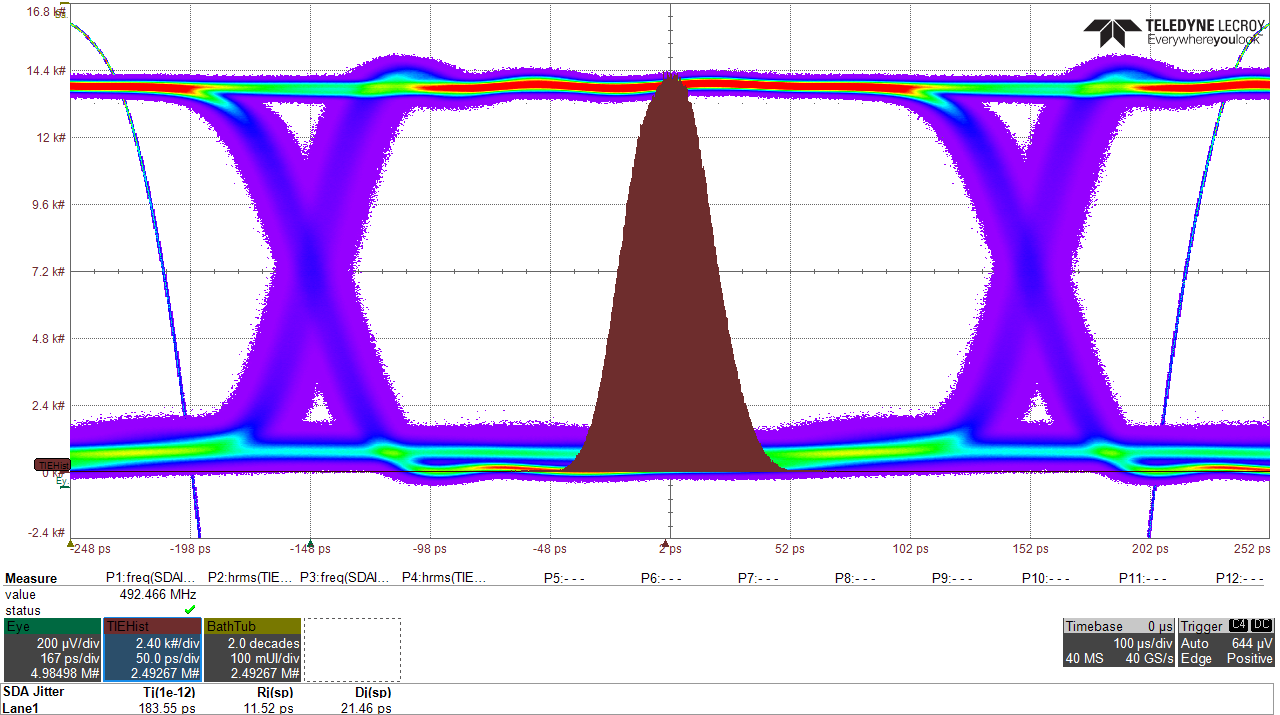 16.8 k#
TELEDYNE LECROY
Everywhereyoulook
14.4 k#
12 k#
9.6 k#
7.2 k#
4.8 k#
2.4 k#
TIEHist
0 k#
Ey
-2.4 k#
-248 ps -198 ps -148 ps -98 ps -48 ps 2 ps 52 ps 102 ps 152 ps 202 ps 252 ps
Measure P1:freq(SDAI... P2:hrms(TIE... P3:freq(SDAI... P4:hrms(TIE... P5:- - - P6:- - - P7:- - - P8:- - - P9:- - - P10:- - - P11:- - - P12:- - -
value 492.466 MHz
status
Eye TIEHist BathTub
200 µV/div 2.40 k#/div 2.0 decades
167 ps/div 50.0 ps/div 100 mUI/div
4.98498 M# 2.49267 M# 2.49267 M#
Timebase 0 µs Trigger C4 DC
100 µs/div Auto 644 µV
40 MS 40 GS/s Edge Positive
SDA Jitter Tj(1e-12) Rj(sp) Dj(sp)
Lane1 183.55 ps 11.52 ps 21.46 ps